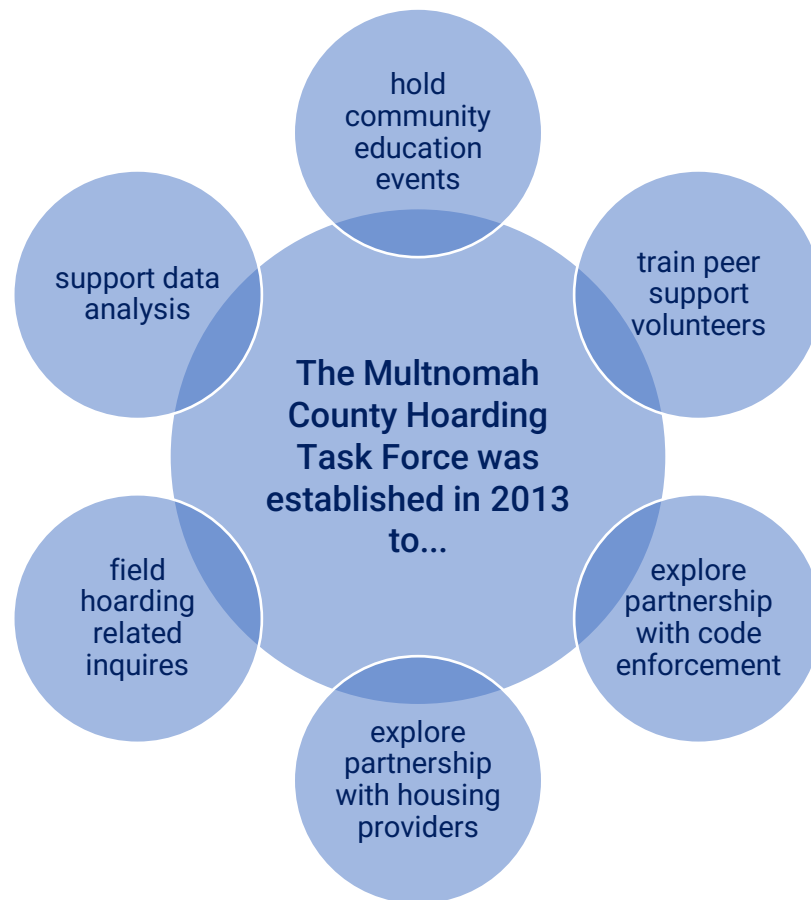 hold
community
education
events
train peer
support
volunteers
explore
partnership
with code
enforcement
explore
partnership
with housing
providers
field
hoarding
related
inquires
support data
analysis
The Multnomah
County Hoarding
Task Force was
established in 2013
to...